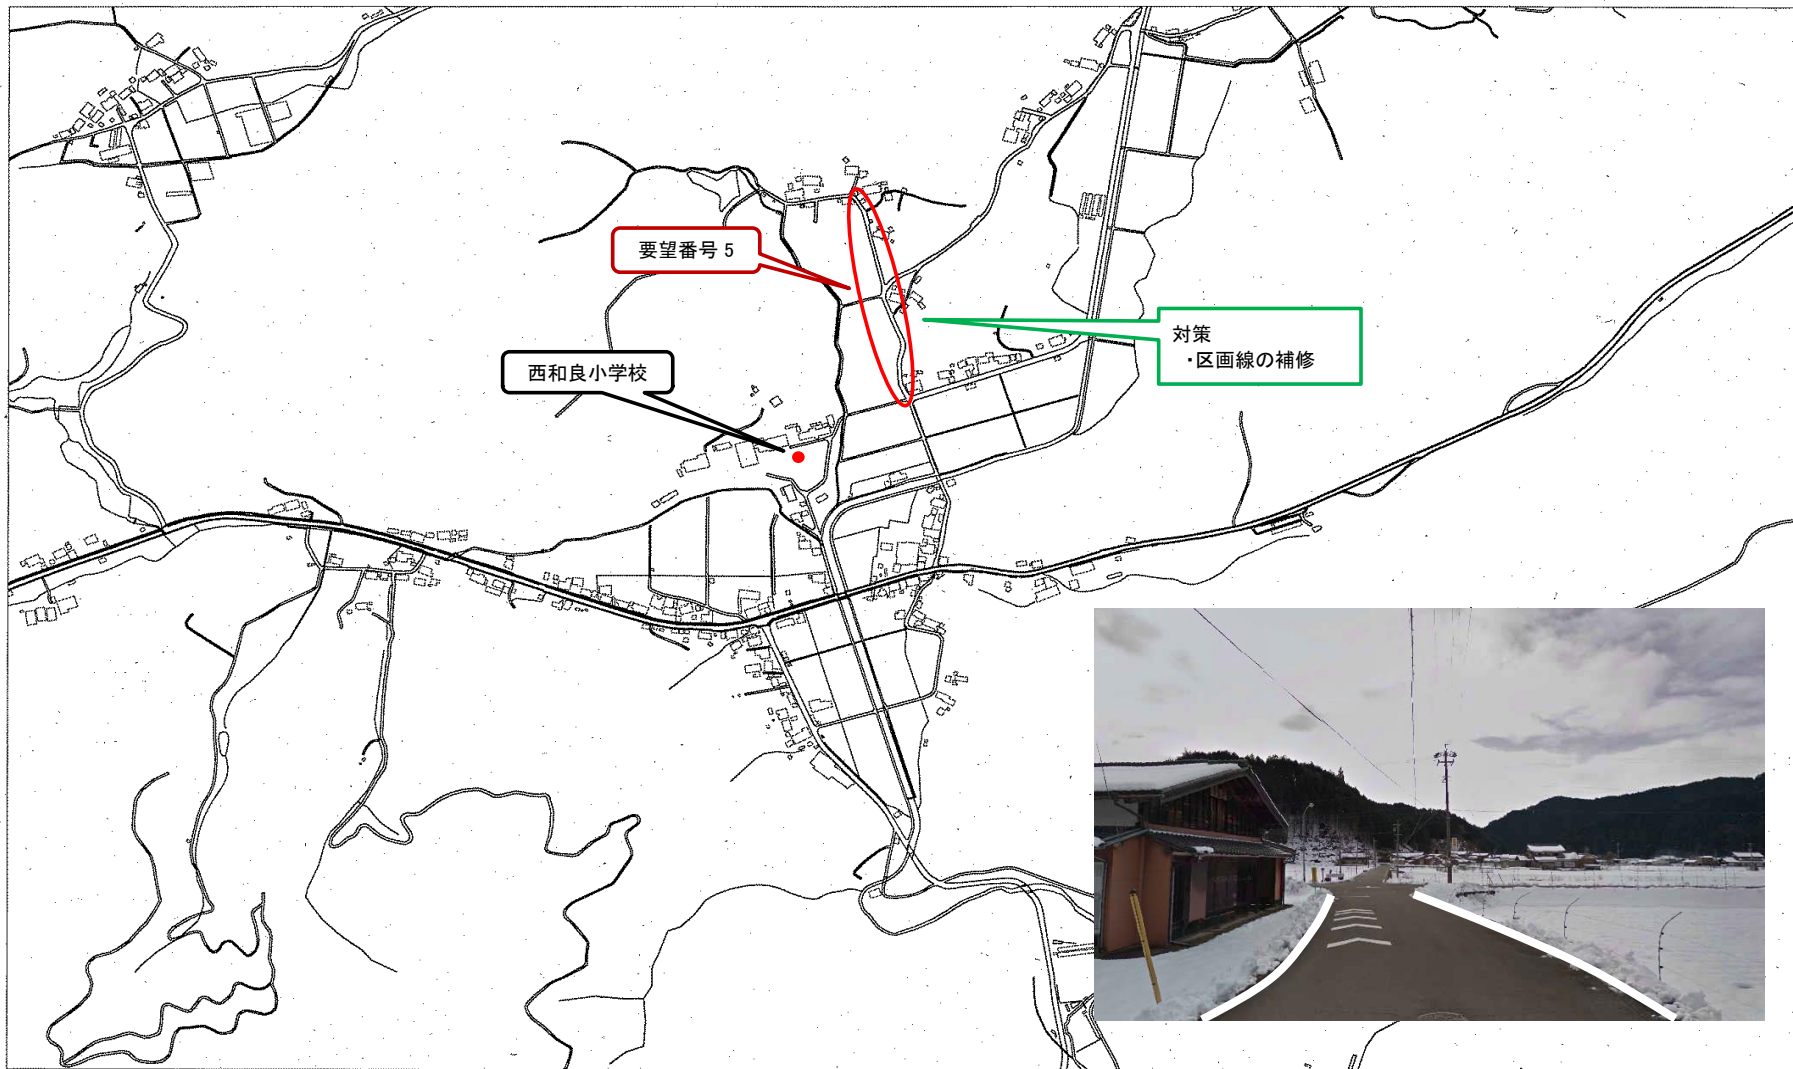 要望番号 5
対策
・区画線の補修
西和良小学校